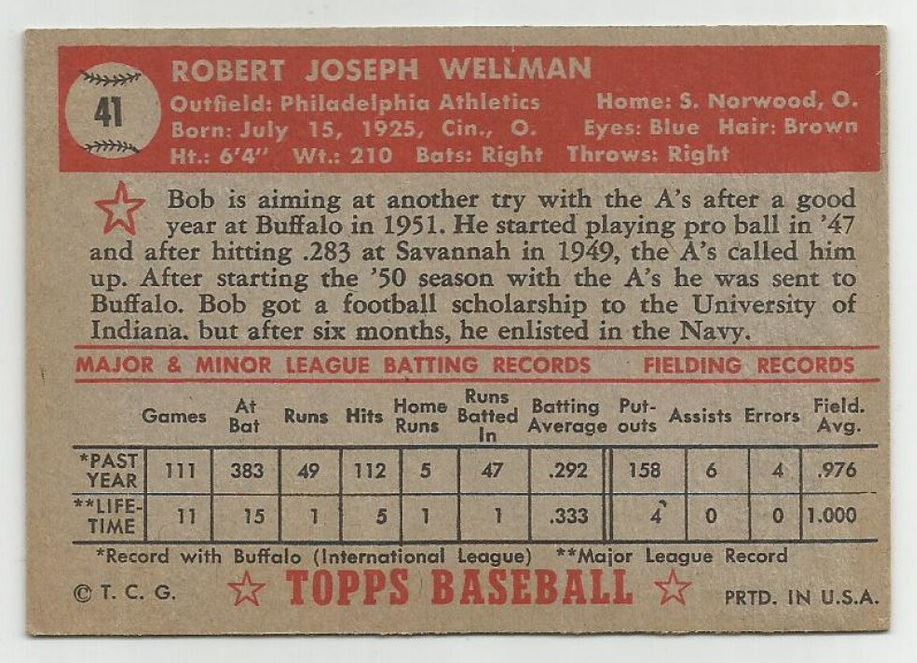 41
ROBERT JOSEPH WELLMAN
Outfield: Philadelphia Athletics Home: S. Norwood, O.
Born: July 15, 1925, Cin., O. Eyes: Blue Hair: Brown
Ht.: 6'4" Wt.: 210 Bats: Right Throws: Right
Bob is aiming at another try with the A's after a good
year at Buffalo in 1951. He started playing pro ball in '47
and after hitting .283 at Savannah in 1949, the A's called him
up. After starting the '50 season with the A's he was sent to
Buffalo. Bob got a football scholarship to the University of
Indiana, but after six months, he enlisted in the Navy.
MAJOR & MINOR LEAGUE BATTING RECORDS FIELDING RECORDS
Games At Bat Runs Hits Home Runs Runs Batted In Batting Average Put-outs Assists Errors Field. Avg.
*PAST YEAR 111 383 49 112 5 47 .292 158 6 4 .976
**LIFE-TIME 11 15 1 5 1 1 .333 4 0 0 1.000
*Record with Buffalo (International League) **Major League Record
© T. C. G. TOPPS BASEBALL PRTD. IN U.S.A.